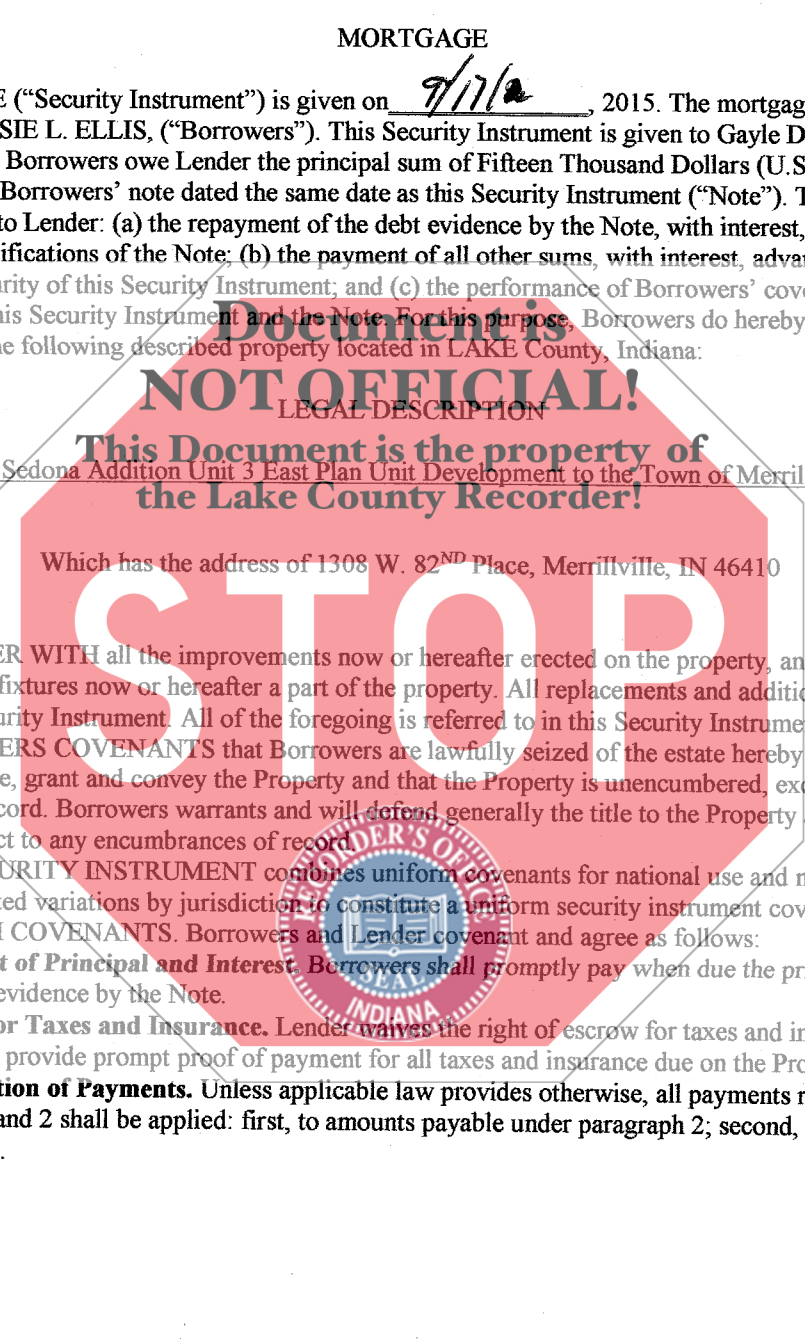 MORTGAGE
E (“Security Instrument”) is given on 9/17/ , 2015. The mortgag
SIE L. ELLIS, (“Borrowers”). This Security Instrument is given to Gayle D
Borrowers owe Lender the principal sum of Fifteen Thousand Dollars (U.S
Borrowers’ note dated the same date as this Security Instrument (“Note”). T
to Lender: (a) the repayment of the debt evidence by the Note, with interest,
ifications of the Note; (b) the payment of all other sums, with interest, advan
urity of this Security Instrument; and (c) the performance of Borrowers’ cove
his Security Instrument and the Note. For this purpose, Borrowers do hereby
Document is
e following described property located in LAKE County, Indiana:
NOT OFFICIAL!
LEGAL DESCRIPTION
This Document is the property of
Sedona Addition Unit 3 East Plan Unit Development to the Town of Merril
the Lake County Recorder!
Which has the address of 1308 W. 82ND Place, Merrillville, IN 46410
STOP
ER WITH all the improvements now or hereafter erected on the property, an
fixtures now or hereafter a part of the property. All replacements and additio
urity Instrument. All of the foregoing is referred to in this Security Instrume
ERS COVENANTS that Borrowers are lawfully seized of the estate hereby
e, grant and convey the Property and that the Property is unencumbered, exc
cord. Borrowers warrants and will defend generally the title to the Property
ct to any encumbrances of record.
URITY INSTRUMENT combines uniform covenants for national use and n
ed variations by jurisdiction to constitute a uniform security instrument cov
I COVENANTS. Borrowers and Lender covenant and agree as follows:
t of Principal and Interest. Borrowers shall promptly pay when due the pri
evidence by the Note.
or Taxes and Insurance. Lender waives the right of escrow for taxes and in
provide prompt proof of payment for all taxes and insurance due on the Pro
tion of Payments. Unless applicable law provides otherwise, all payments r
and 2 shall be applied: first, to amounts payable under paragraph 2; second,
.
RECORDER’S OFFICE
SEAL
INDIANA